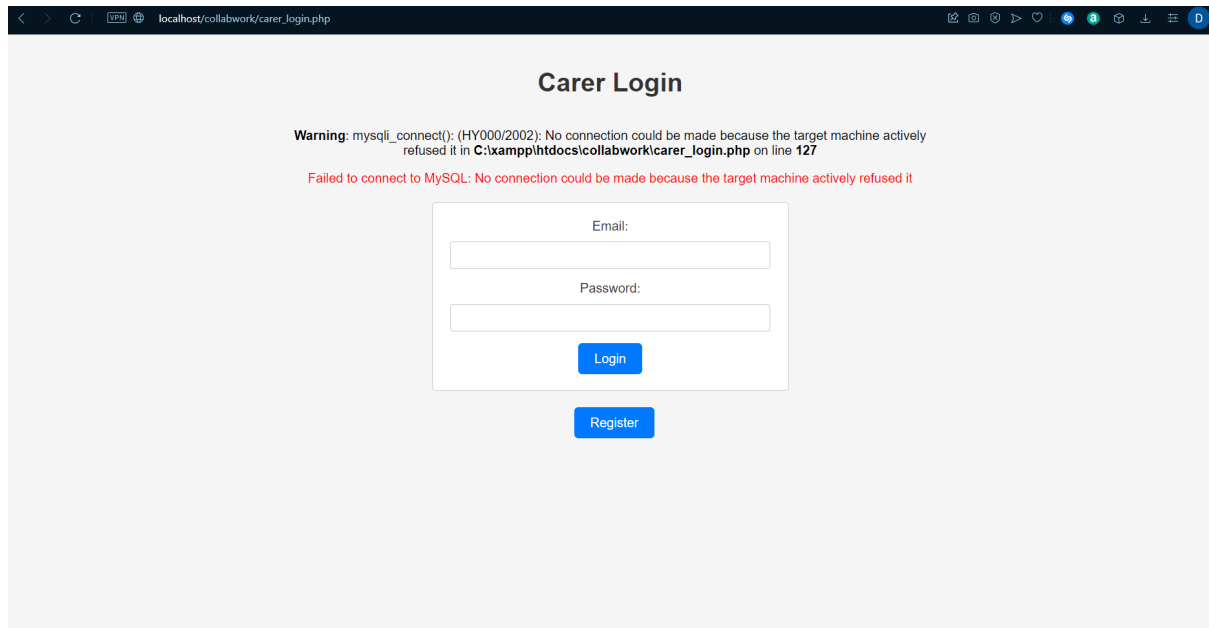 VPN
localhost/collabwork/carer_login.php
a
D
Carer Login
Warning: mysqli_connect(): (HY000/2002): No connection could be made because the target machine actively
refused it in C:\xampp\htdocs\collabwork\carer_login.php on line 127
Failed to connect to MySQL: No connection could be made because the target machine actively refused it
Email:
Password:
Login
Register